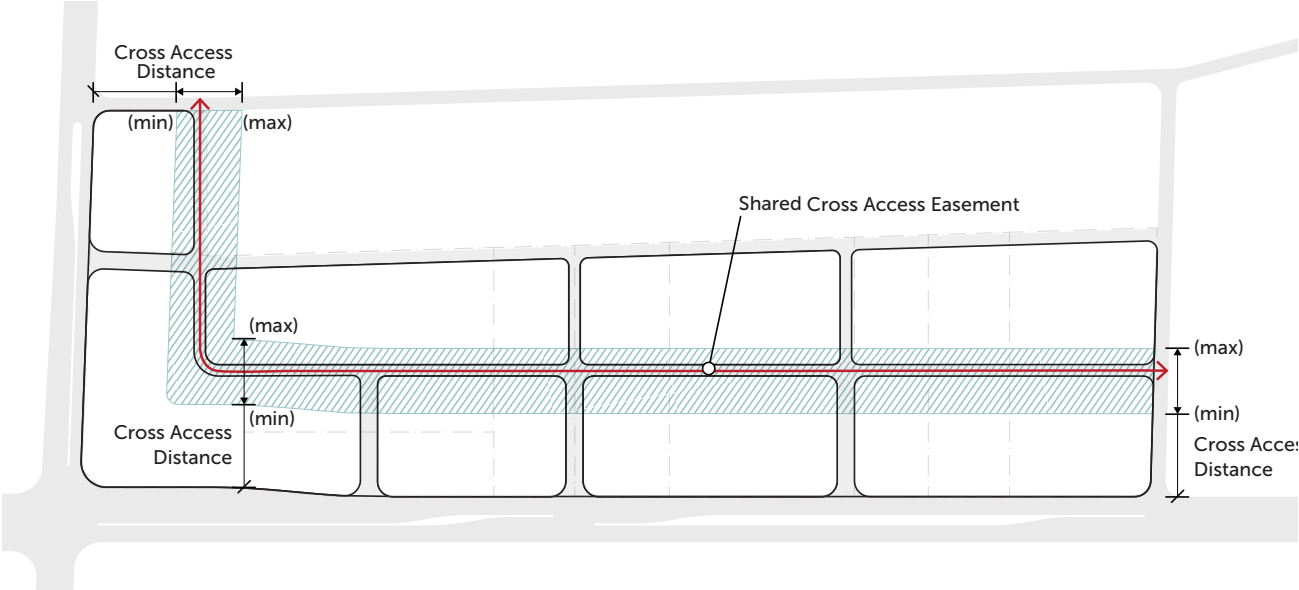 Cross Access
Distance
(min)
(max)
Shared Cross Access Easement
(max)
(max)
(min)
(min)
Cross Access
Distance
Cross Acces
Distance